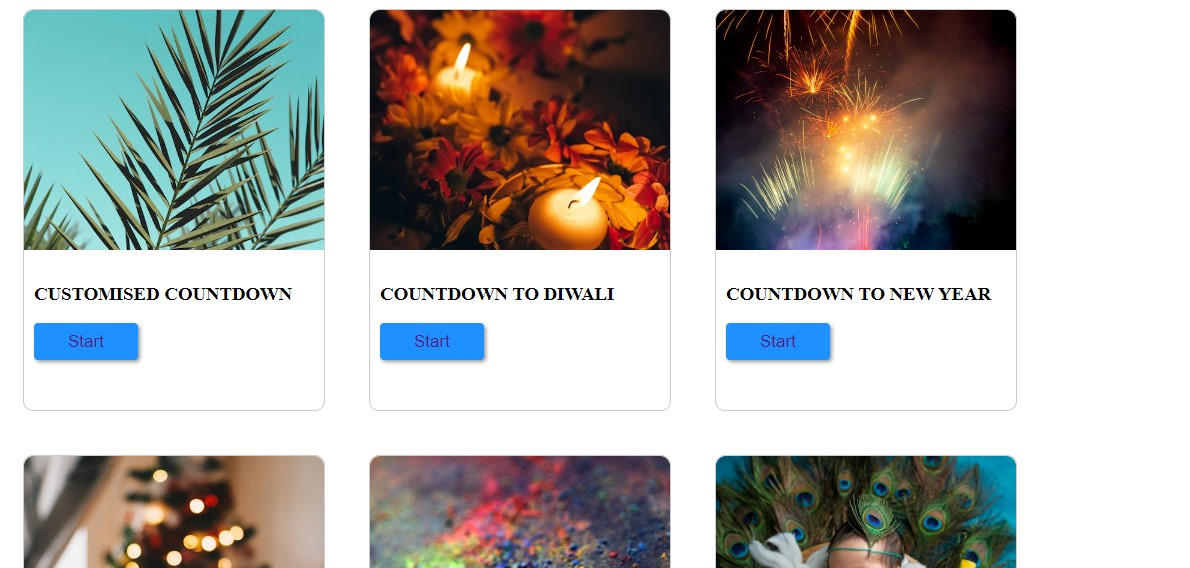 CUSTOMISED COUNTDOWN
COUNTDOWN TO DIWALI
COUNTDOWN TO NEW YEAR
Start
Start
Start